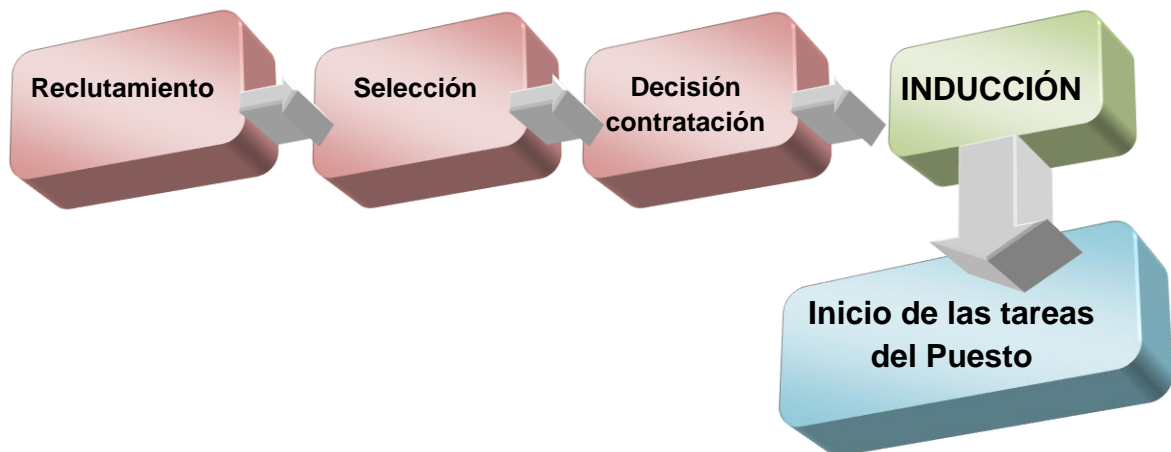 Reclutamiento
Selección
Decisión
contratación
INDUCCIÓN
Inicio de las tareas
del Puesto